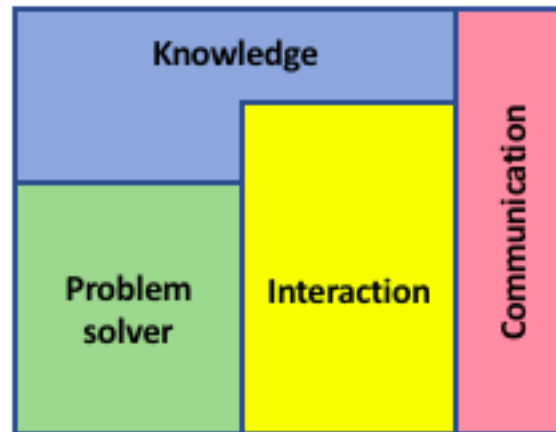 Knowledge
Problem
solver
Interaction
Communication